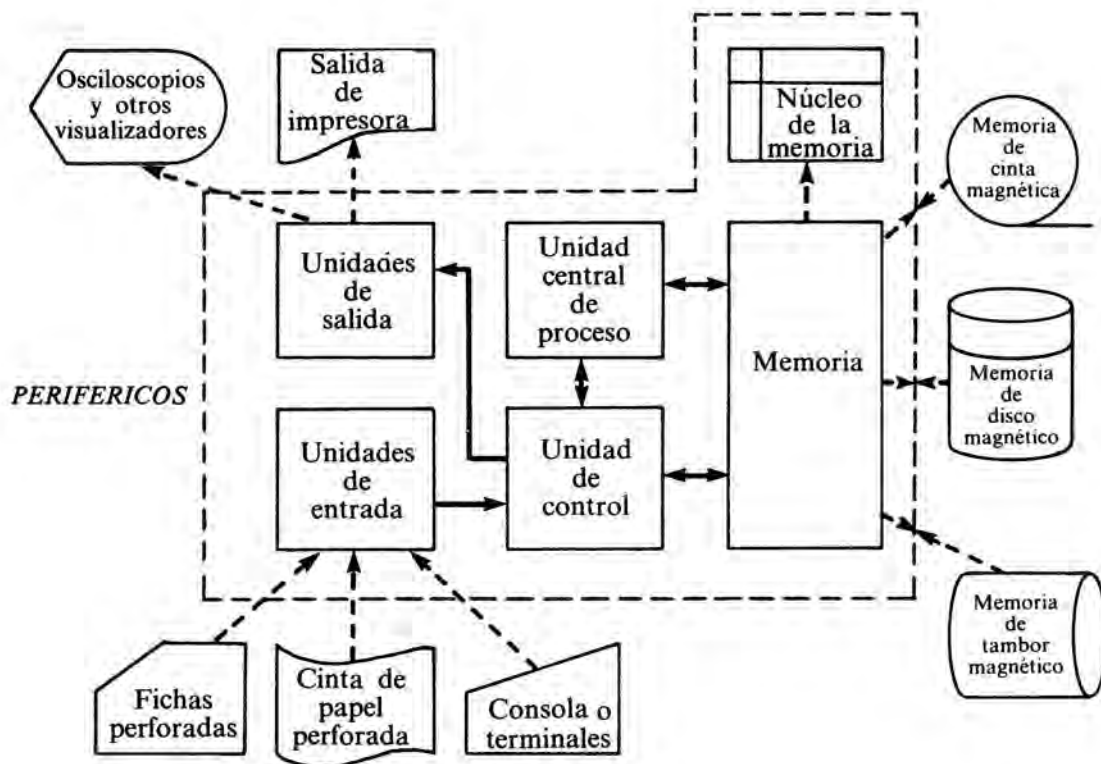 Osciloscopios
y otros
visualizadores
Salida
de
impresora
Núcleo
de la
memoria
Memoria
de
cinta
magnética
Unidades
de
salida
Unidad
central
de
proceso
Memoria
Memoria
de
disco
magnético
PERIFERICOS
Unidades
de
entrada
Unidad
de
control
Memoria
de
tambor
magnético
Fichas
perforadas
Cinta de
papel
perforada
Consola o
terminales